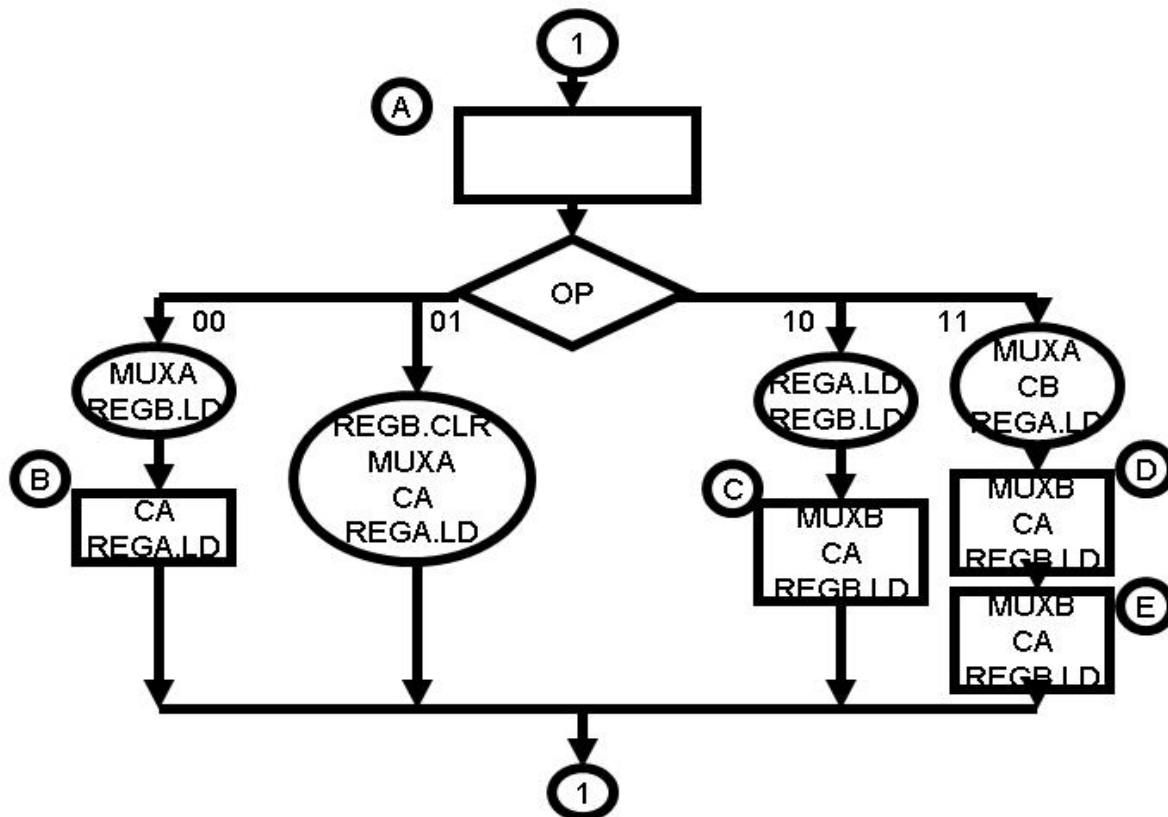 1
A
OP
00
01
10
11
MUXA
REGB.LD
REGB.CLR
MUXA
CA
REGA.LD
REGA.LD
REGB.LD
MUXA
CB
REGA.LD
B
CA
REGA.LD
C
MUXB
CA
REGB.LD
D
MUXB
CA
REGB.LD
E
MUXB
CA
REGB.LD
1